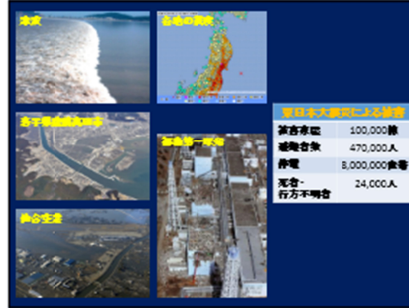 津波
各地の震度
岩手県陸前高田市
福島第一原発
仙台空港
東日本大震災による被害
被害家屋 100,000棟
避難者数 470,000人
停電 8,000,000世帯
死者・
行方不明者 24,000人